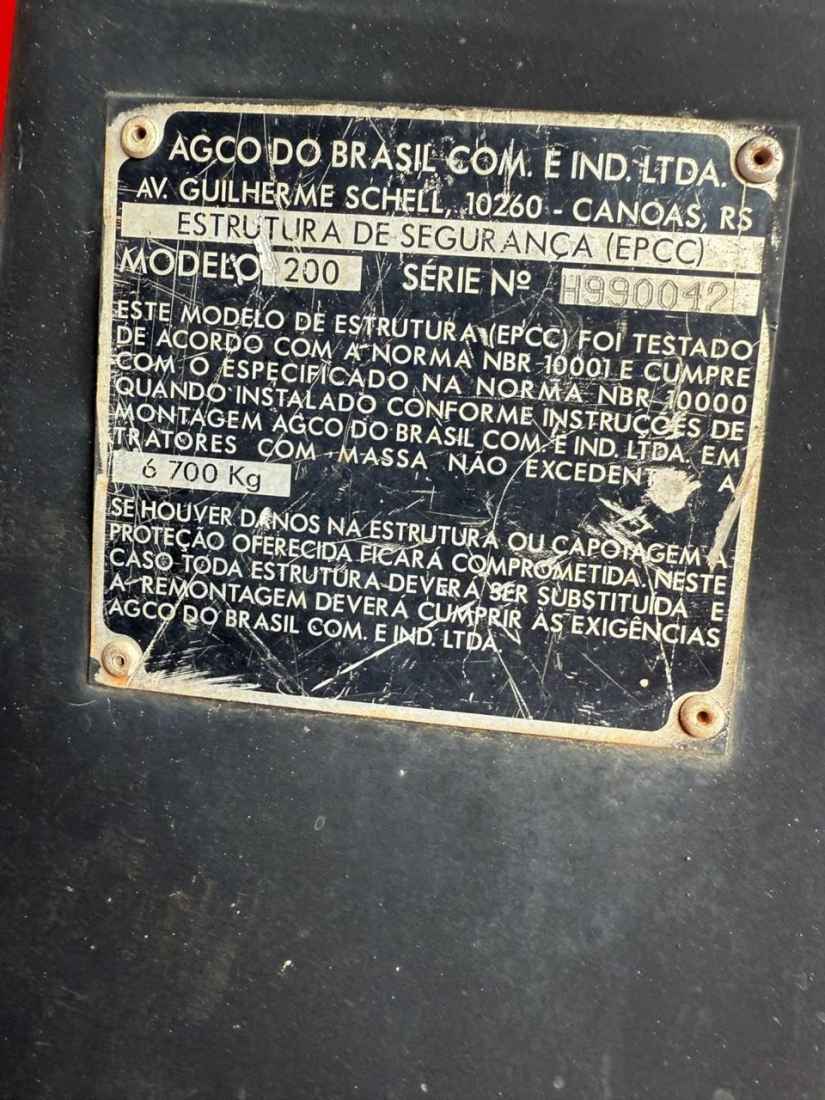 AGCO DO BRASIL COM. E IND. LTDA.
AV. GUILHERME SCHELL, 10260 - CANOAS, RS
ESTRUTURA DE SEGURANÇA (EPCC)
MODELO 200 SÉRIE Nº H990042
ESTE MODELO DE ESTRUTURA (EPCC) FOI TESTADO
DE ACORDO COM A NORMA NBR 10001 E CUMPRE
COM O ESPECIFICADO NA NORMA NBR 10000
QUANDO INSTALADO CONFORME INSTRUÇÕES DE
MONTAGEM AGCO DO BRASIL COM. E IND. LTDA. EM
TRATORES COM MASSA NÃO EXCEDENTE A
6 700 Kg
SE HOUVER DANOS NA ESTRUTURA OU CAPOTAGEM A
PROTEÇÃO OFERECIDA FICARÁ COMPROMETIDA. NESTE
CASO TODA ESTRUTURA DEVERÁ SER SUBSTITUÍDA E
A REMONTAGEM DEVERÁ CUMPRIR ÀS EXIGÊNCIAS
AGCO DO BRASIL COM. E IND. LTDA.